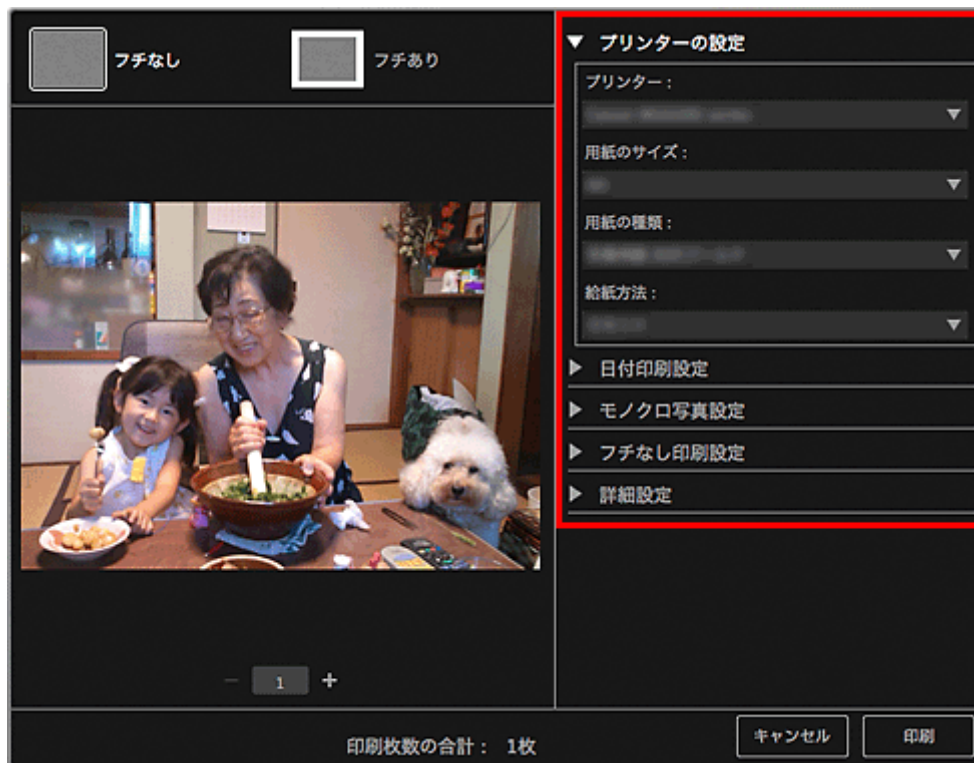 フチなし
フチあり
プリンターの設定
プリンター：
用紙のサイズ：
用紙の種類：
給紙方法：
日付印刷設定
モノクロ写真設定
フチなし印刷設定
詳細設定
1
印刷枚数の合計： 1枚
キャンセル
印刷